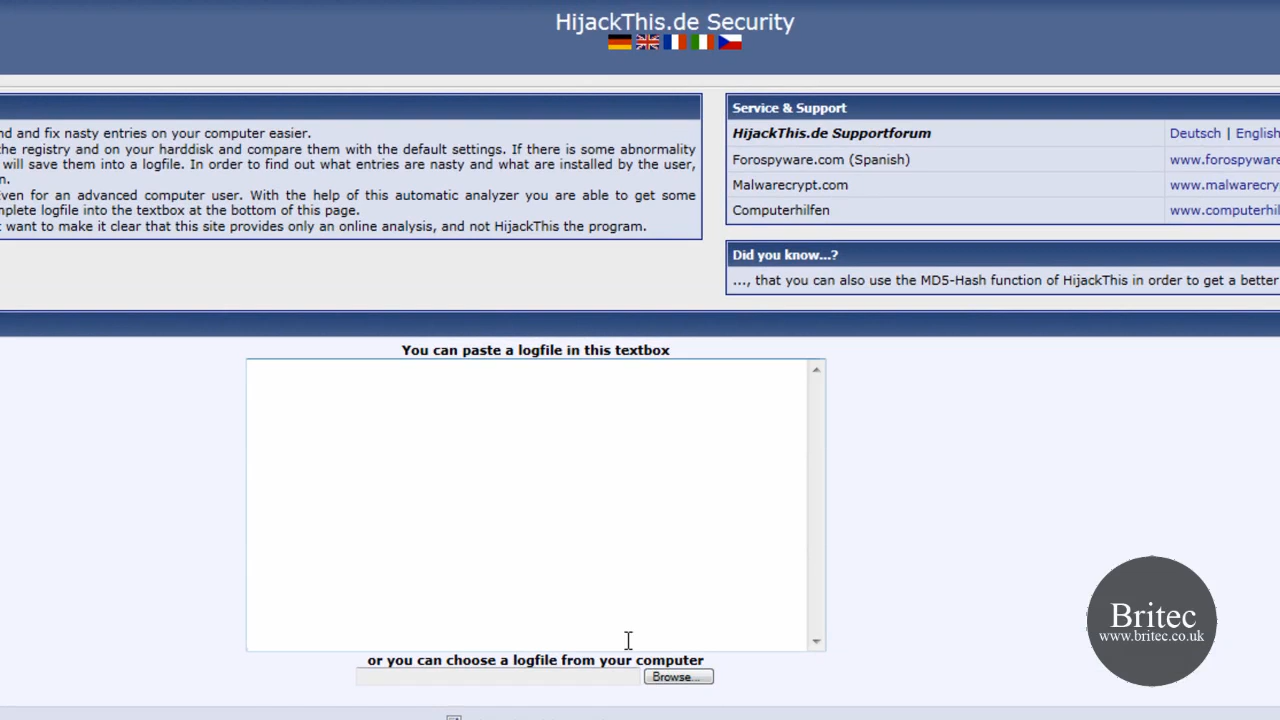 HijackThis.de Security
nd and fix nasty entries on your computer easier.
the registry and on your harddisk and compare them with the default settings. If there is some abnormality
will save them into a logfile. In order to find out what entries are nasty and what are installed by the user,
n.
Even for an advanced computer user. With the help of this automatic analyzer you are able to get some
mplete logfile into the textbox at the bottom of this page.
want to make it clear that this site provides only an online analysis, and not HijackThis the program.
Service & Support
HijackThis.de Supportforum Deutsch | English
Forospyware.com (Spanish) www.forospyware
Malwarecrypt.com www.malwarecry
Computerhilfen www.computerhil
Did you know...?
..., that you can also use the MD5-Hash function of HijackThis in order to get a better
You can paste a logfile in this textbox
or you can choose a logfile from your computer
Browse...
Britec
www.britec.co.uk